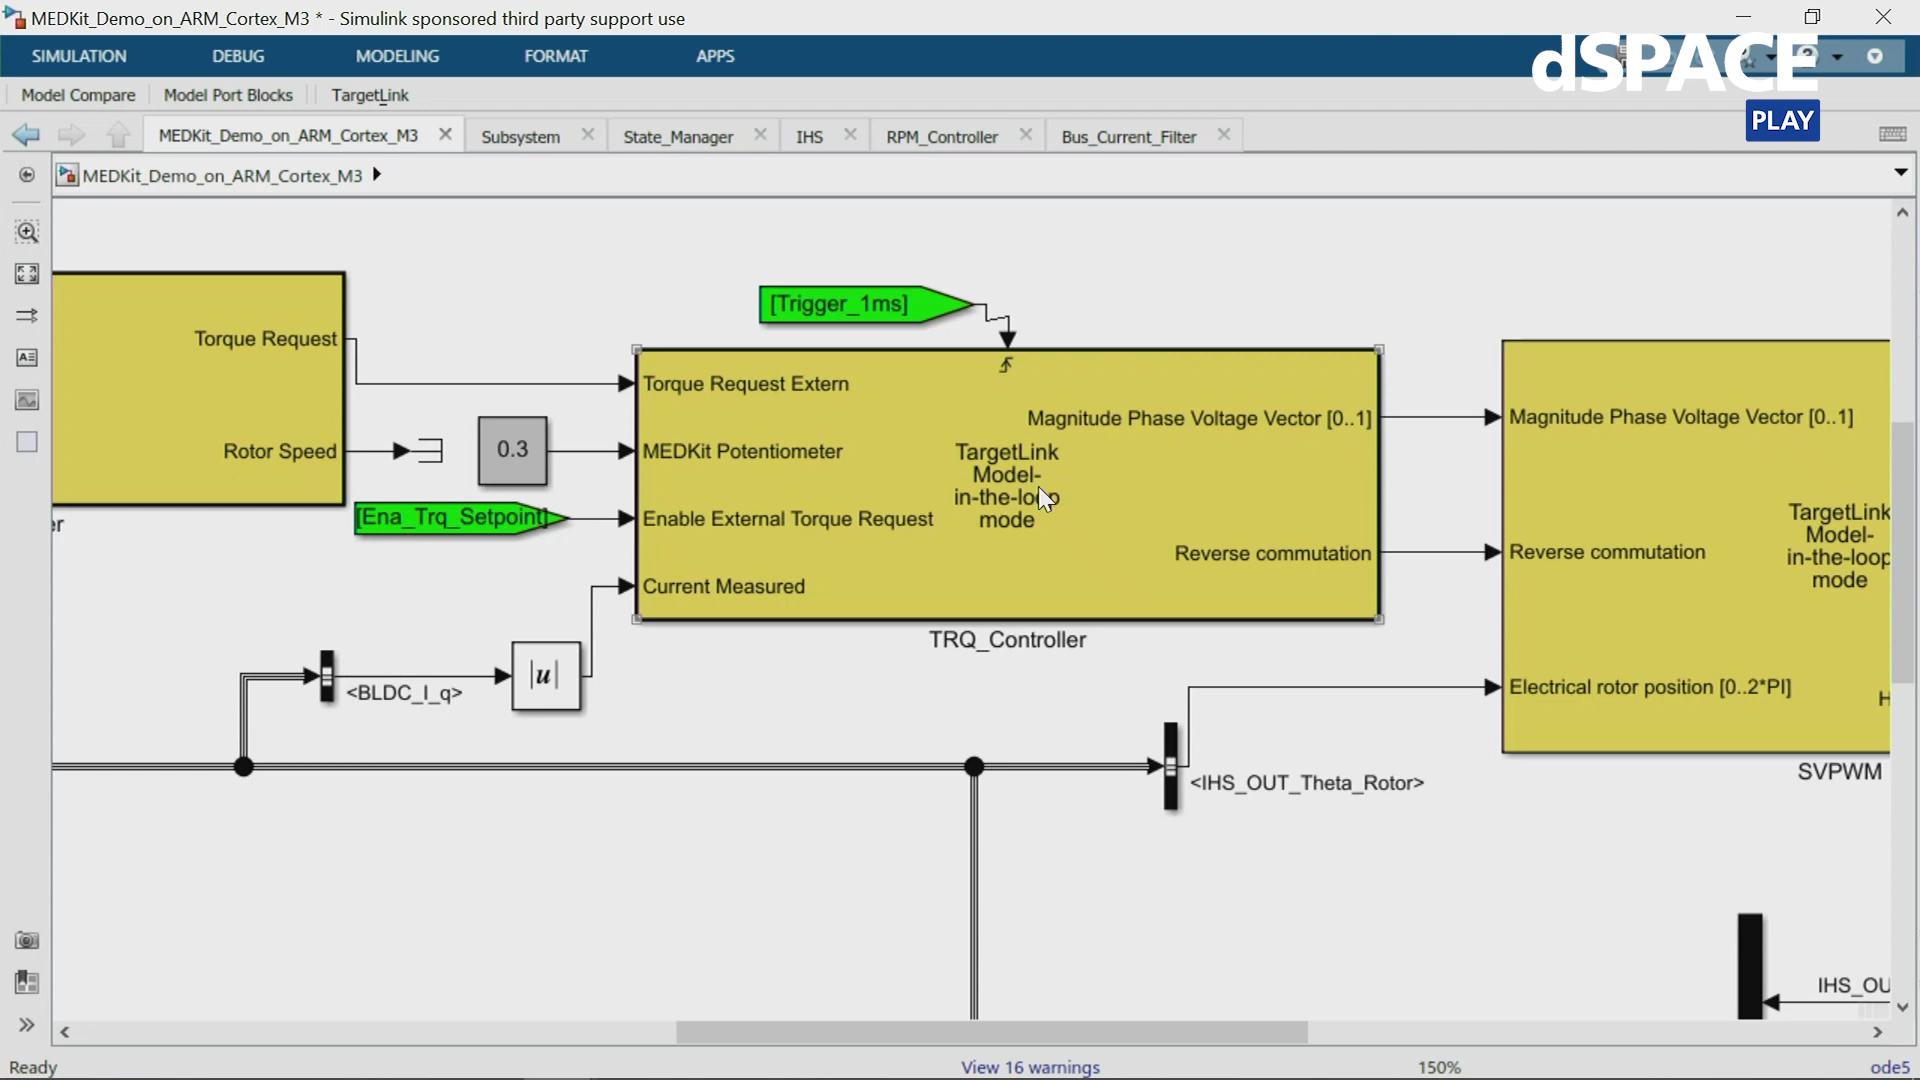 MEDKit_Demo_on_ARM_Cortex_M3 * - Simulink sponsored third party support use
SIMULATION DEBUG MODELING FORMAT APPS
dSPACE
PLAY
Model Compare Model Port Blocks TargetLink
MEDKit_Demo_on_ARM_Cortex_M3 Subsystem State_Manager IHS RPM_Controller Bus_Current_Filter
MEDKit_Demo_on_ARM_Cortex_M3
[Trigger_1ms]
Torque Request
Rotor Speed
er
0.3
[Ena_Trq_Setpoint]
Torque Request Extern
MEDKit Potentiometer
Enable External Torque Request
Current Measured
TargetLink
Model-
in-the-loop
mode
Magnitude Phase Voltage Vector [0..1]
Reverse commutation
TRQ_Controller
<BLDC_I_q>
|u|
Magnitude Phase Voltage Vector [0..1]
Reverse commutation
Electrical rotor position [0..2*PI]
TargetLink
Model-
in-the-loop
mode
H
SVPWM
<IHS_OUT_Theta_Rotor>
IHS_OU
Ready View 16 warnings 150% ode5